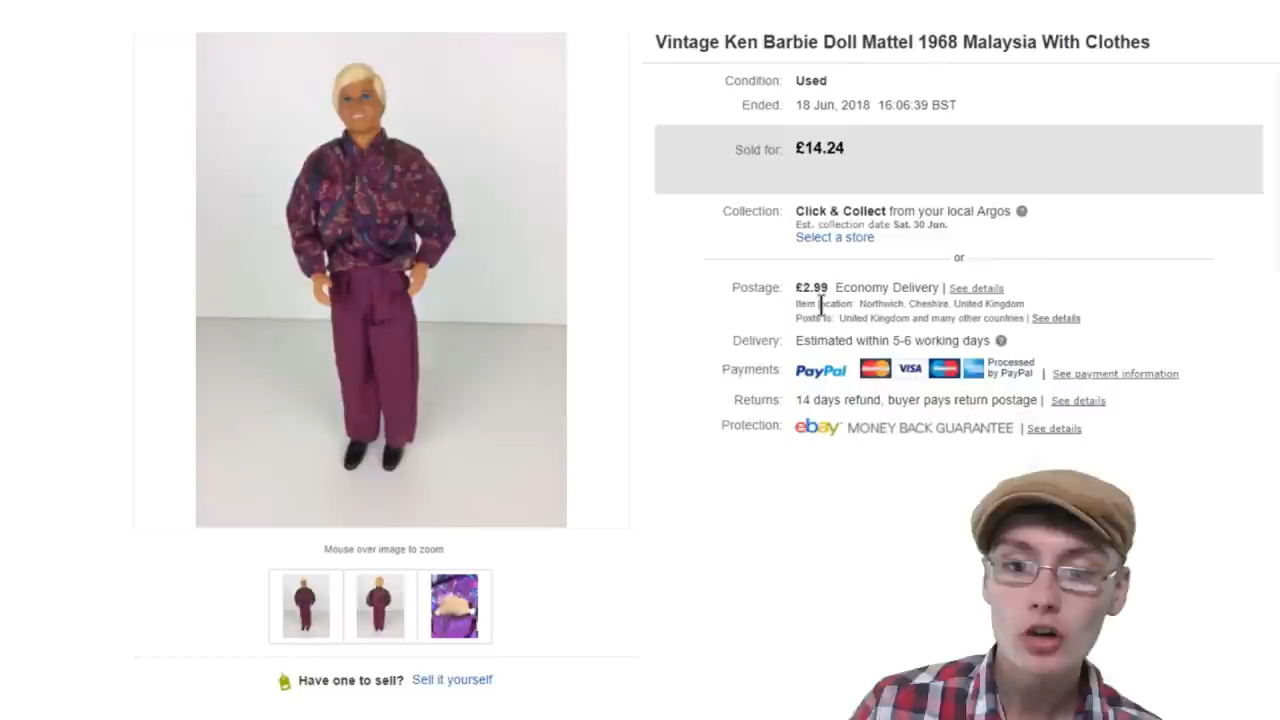 Vintage Ken Barbie Doll Mattel 1968 Malaysia With Clothes
Condition: Used
Ended: 18 Jun, 2018 16:06:39 BST
Sold for: £14.24
Collection: Click & Collect from your local Argos
Est. collection date Sat. 30 Jun.
Select a store
or
Postage: £2.99 Economy Delivery | See details
Item location: Northwich, Cheshire, United Kingdom
Posts to: United Kingdom and many other countries | See details
Delivery: Estimated within 5-6 working days
Payments: PayPal MasterCard VISA Processed by PayPal | See payment information
Returns: 14 days refund, buyer pays return postage | See details
Protection: ebay MONEY BACK GUARANTEE | See details
Mouse over image to zoom
Have one to sell? Sell it yourself